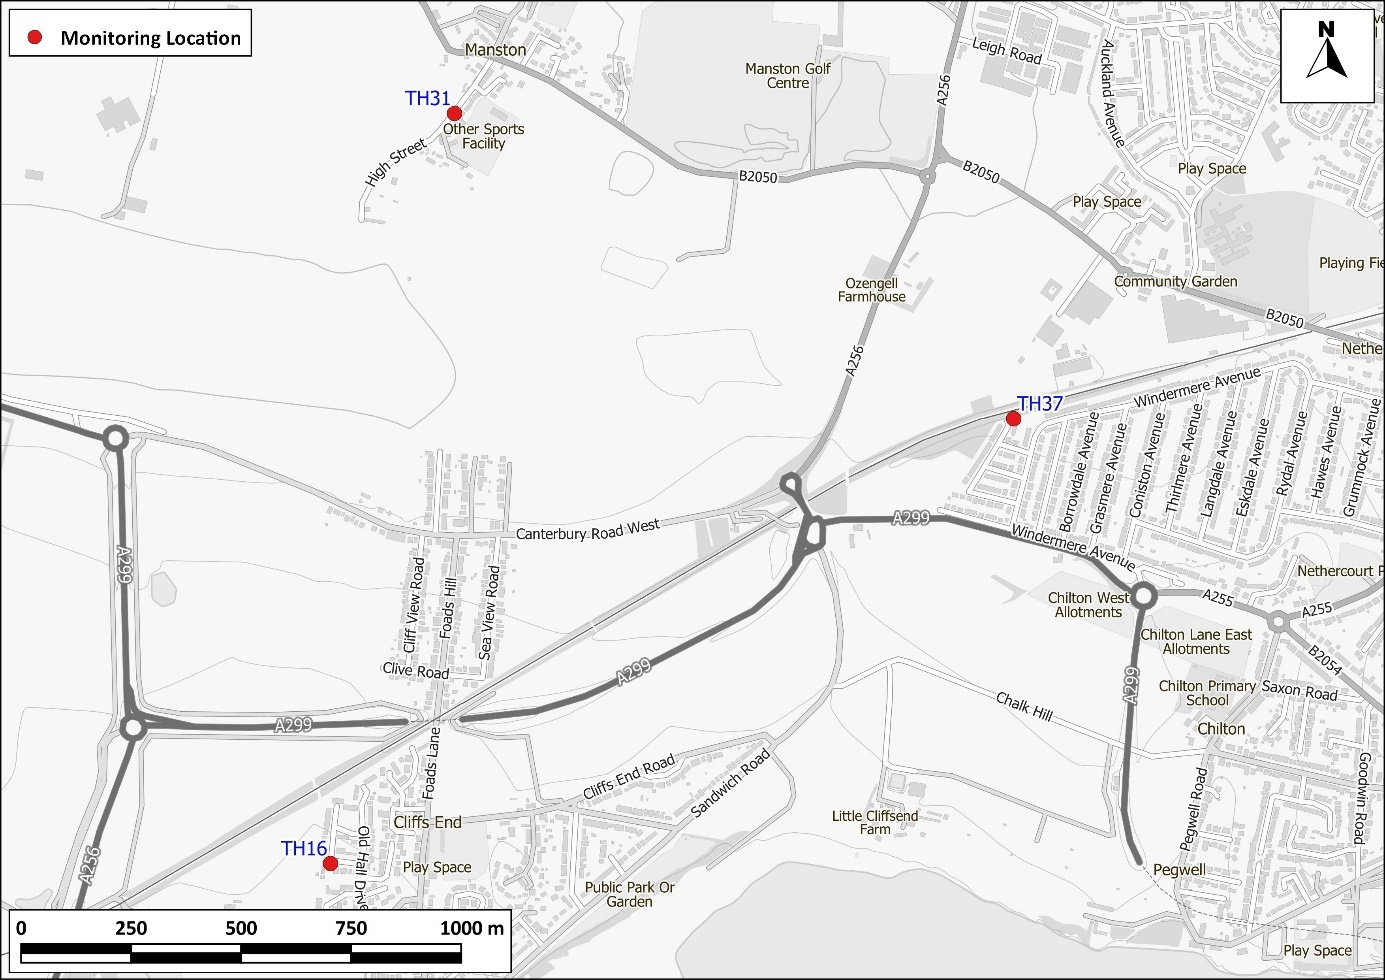 Monitoring Location
N
Manston
TH31
Other Sports
Facility
High Street
Manston Golf
Centre
Leigh Road
A256
Auckland Avenue
B2050
B2050
Play Space
Play Space
Ozengell
Farmhouse
Community Garden
Playing Fie
B2050
Nethe
A256
TH37
Windermere Avenue
Borrowdale Avenue
Grasmere Avenue
Coniston Avenue
Thirlmere Avenue
Langdale Avenue
Eskdale Avenue
Rydal Avenue
Hawes Avenue
Grummock Avenue
Canterbury Road West
A299
A299
Windermere Avenue
Nethercourt P
Cliff View Road
Foads Hill
Sea View Road
Clive Road
Chilton West
Allotments
A255
A255
Chilton Lane East
Allotments
B2054
A299
A299
A299
Chilton Primary
School
Saxon Road
Chalk Hill
Chilton
Foads Lane
Cliffs End Road
Sandwich Road
Pegwell Road
Goodwin Road
Cliffs End
Little Cliffsend
Farm
TH16
Old Hall Drive
Play Space
A256
Public Park Or
Garden
Pegwell
Play Space
0 250 500 750 1000 m